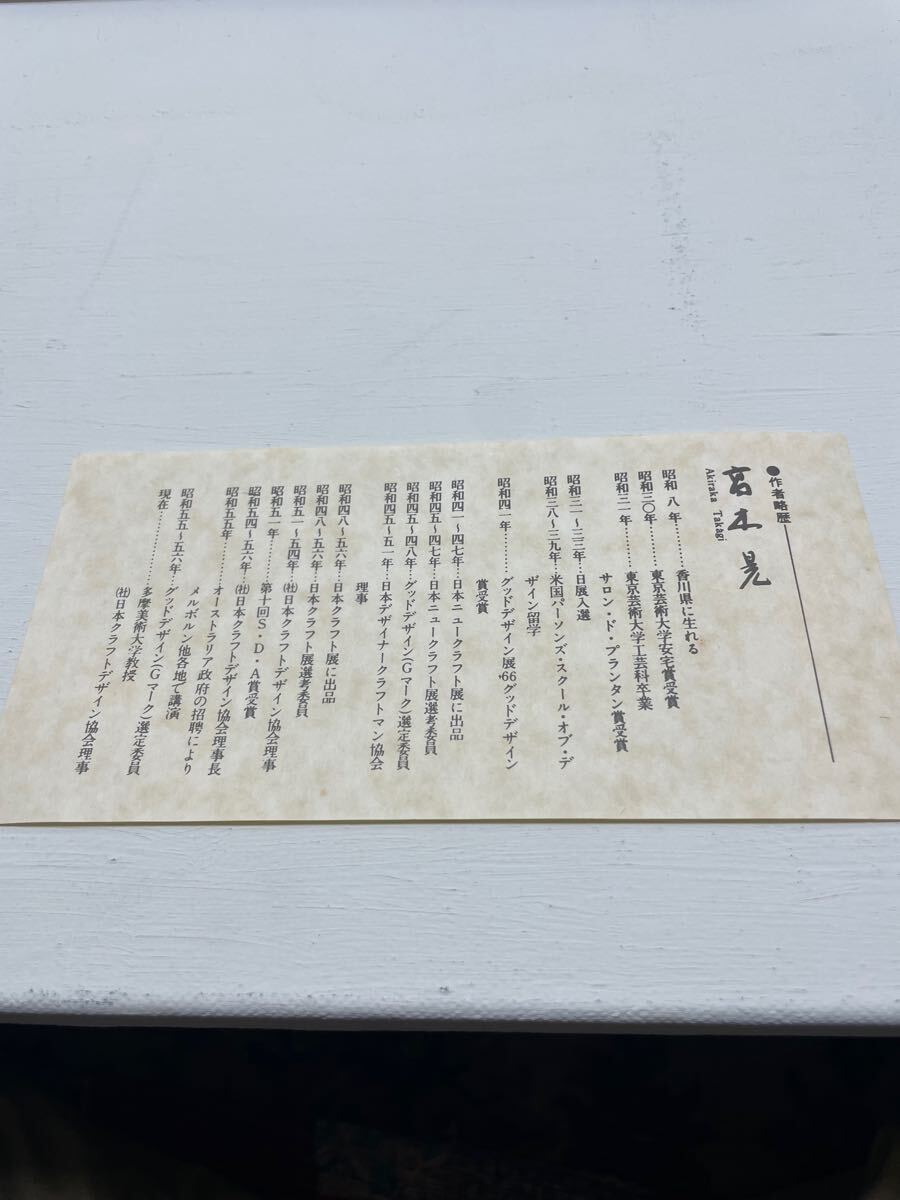 ●作者略歴
高木晃
Akiraka Takagi
昭和 八 年………香川県に生れる
昭和三〇年………東京芸術大学安宅賞受賞
昭和三一年………東京芸術大学工芸科卒業
サロン・ド・プランタン賞受賞
昭和三一～三三年…日展入選
昭和三八～三九年…米国パーソンズ・スクール・オブ・デ
ザイン留学
昭和四一年………グッドデザイン展'66グッドデザイン
賞受賞
昭和四一～四七年…日本ニュークラフト展に出品
昭和四五～四七年…日本ニュークラフト展選考委員
昭和四五～四八年…グッドデザイン(Gマーク)選定委員
昭和四五～五一年…日本デザイナークラフトマン協会
理事
昭和四八～五六年…日本クラフト展に出品
昭和四八～五六年…日本クラフト展選考委員
昭和五一～五四年…(社)日本クラフトデザイン協会理事
昭和五一年………第十回S・D・A賞受賞
昭和五四～五六年…(社)日本クラフトデザイン協会理事長
昭和五五年………オーストラリア政府の招聘により
メルボルン他各地で講演
昭和五五～五六年…グッドデザイン(Gマーク)選定委員
現在…………多摩美術大学教授
(社)日本クラフトデザイン協会理事